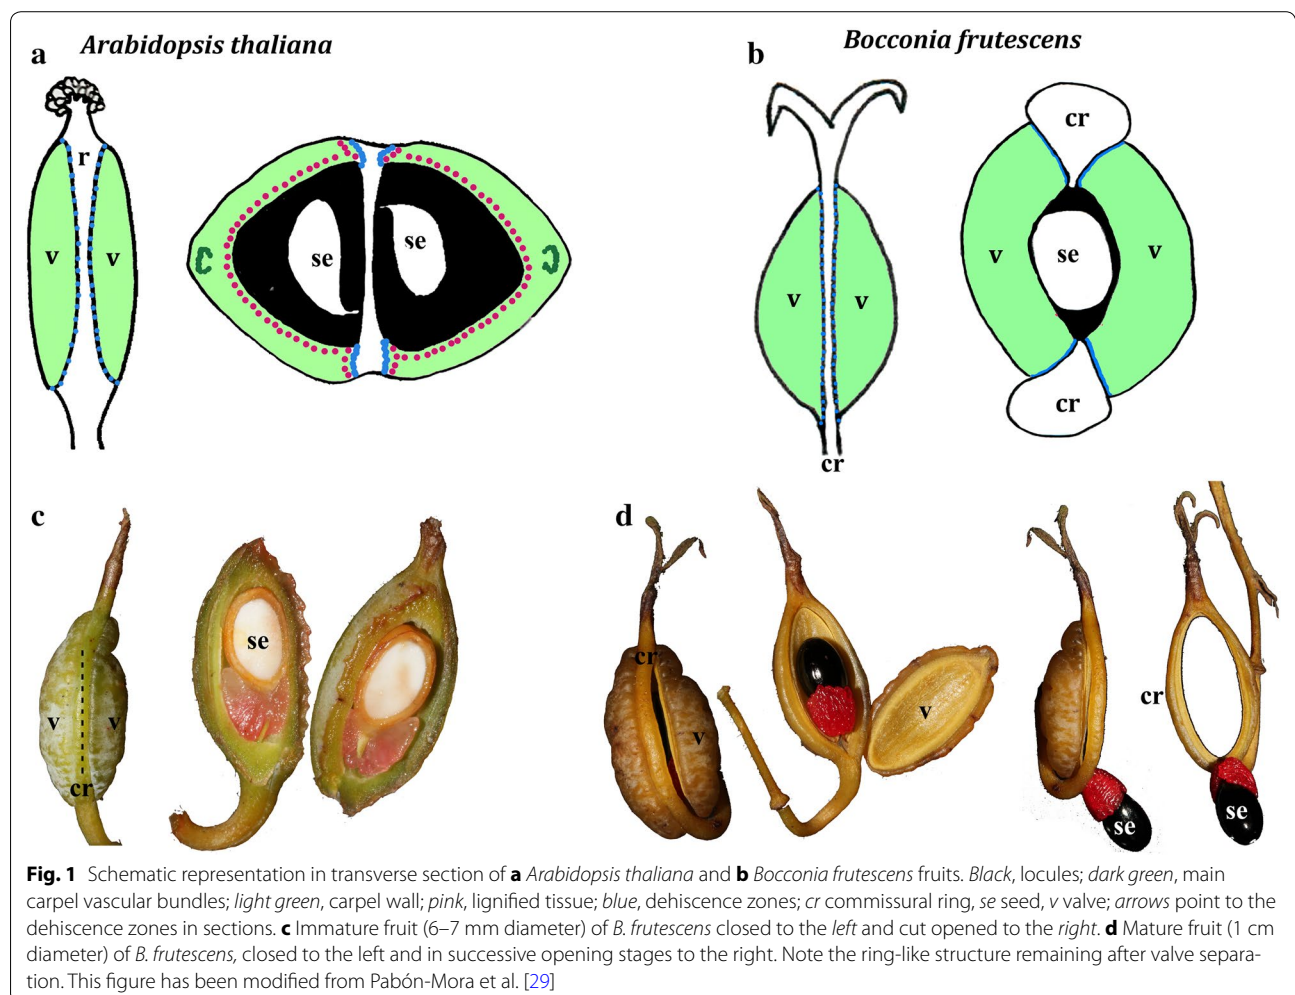 a
Arabidopsis thaliana
r
v
v
se
se
b
Bocconia frutescens
v
v
cr
cr
v
se
v
cr
c
v
v
cr
se
d
cr
v
v
se
cr
se
Fig. 1 Schematic representation in transverse section of a Arabidopsis thaliana and b Bocconia frutescens fruits. Black, locules; dark green, main
carpel vascular bundles; light green, carpel wall; pink, lignified tissue; blue, dehiscence zones; cr commissural ring, se seed, v valve; arrows point to the
dehiscence zones in sections. c Immature fruit (6–7 mm diameter) of B. frutescens closed to the left and cut opened to the right. d Mature fruit (1 cm
diameter) of B. frutescens, closed to the left and in successive opening stages to the right. Note the ring-like structure remaining after valve separa-
tion. This figure has been modified from Pabón-Mora et al. [29]